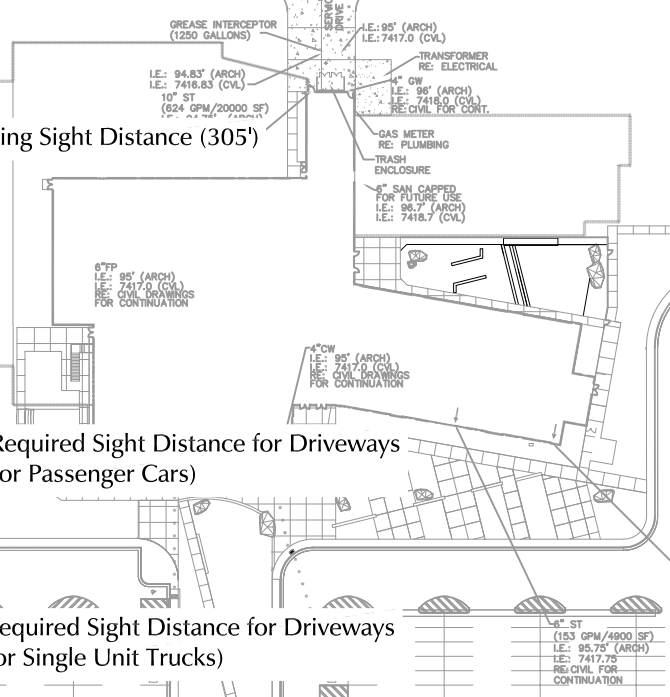 SERVICE
DRIVE
GREASE INTERCEPTOR
(1250 GALLONS)
I.E.: 95' (ARCH)
I.E.: 7417.0 (CVL)
TRANSFORMER
RE: ELECTRICAL
I.E.: 94.83' (ARCH)
I.E.: 7416.83 (CVL)
4" GW
I.E.: 96' (ARCH)
I.E.: 7418.0 (CVL)
RE: CIVIL FOR CONT.
10" ST
(624 GPM/20000 SF)
I.E.: 94.75' (ARCH)
ing Sight Distance (305')
GAS METER
RE: PLUMBING
TRASH
ENCLOSURE
6" SAN CAPPED
FOR FUTURE USE
I.E.: 96.7' (ARCH)
I.E.: 7418.7 (CVL)
6"FP
I.E.: 95' (ARCH)
I.E.: 7417.0 (CVL)
RE: CIVIL DRAWINGS
FOR CONTINUATION
4"CW
I.E.: 95' (ARCH)
I.E.: 7417.0 (CVL)
RE: CIVIL DRAWINGS
FOR CONTINUATION
Required Sight Distance for Driveways
or Passenger Cars)
equired Sight Distance for Driveways
or Single Unit Trucks)
6" ST
(153 GPM/4900 SF)
I.E.: 95.75' (ARCH)
I.E.: 7417.75
RE: CIVIL FOR
CONTINUATION